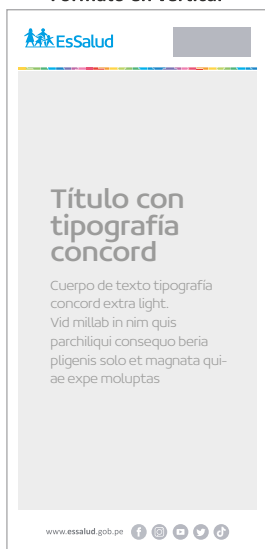 Formato en vertical
EsSalud
Título con
tipografía
concord
Cuerpo de texto tipografía
concord extra light.
Vid millab in nim quis
parchiliqui consequo beria
pligenis solo et magnata qui-
ae expe moluptas
www.essalud.gob.pe